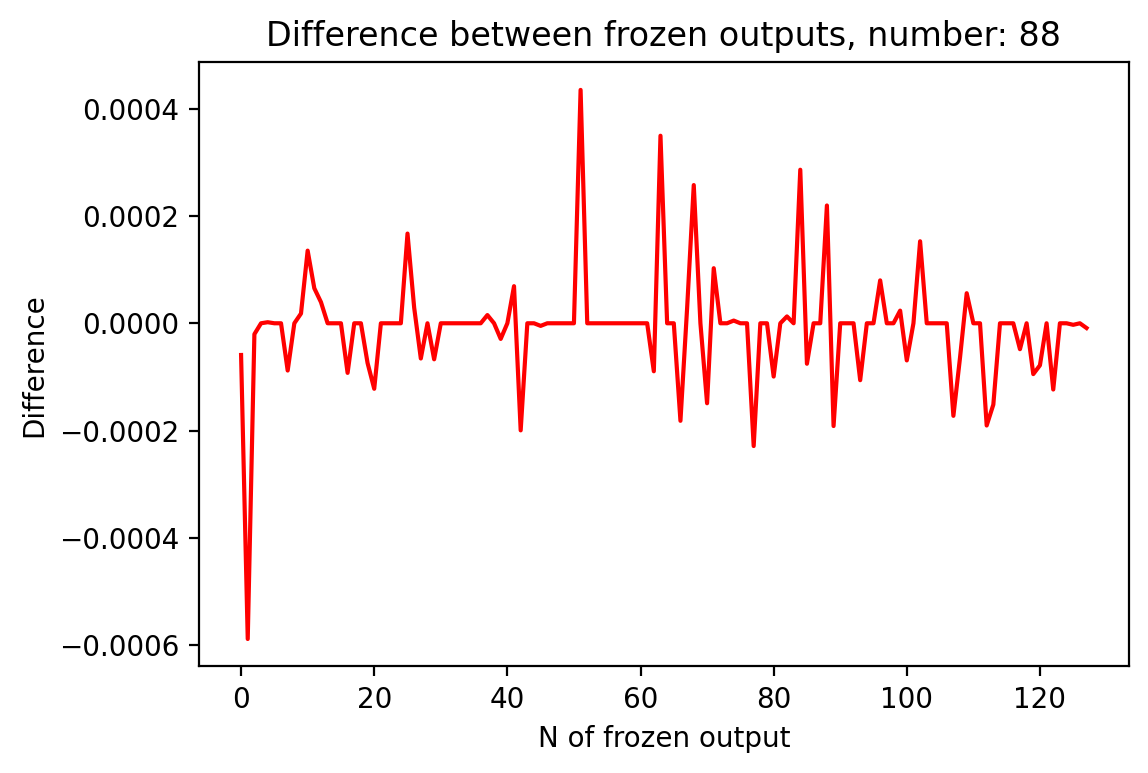 Difference between frozen outputs, number: 88
0.0004
0.0002
0.0000
−0.0002
−0.0004
−0.0006
Difference
0 20 40 60 80 100 120
N of frozen output